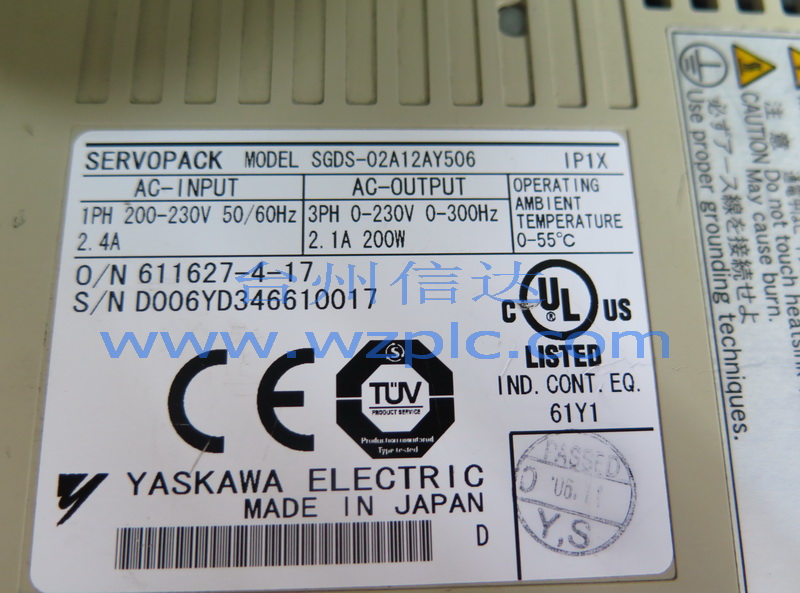 SERVOPACK MODEL SGDS-02A12AY506 IP1X
AC-INPUT
1PH 200-230V 50/60Hz
2.4A
AC-OUTPUT
3PH 0-230V 0-300Hz
2.1A 200W
OPERATING
AMBIENT
TEMPERATURE
0-55°C
O/N 611627-4-17
S/N D006YD346610017
台州信达
www.wzplc.com
C UL ® US
LISTED
IND. CONT. EQ.
61Y1
CE
S
TÜV
PRODUCT SERVICE
Production monitored
Type tested
YASKAWA ELECTRIC
MADE IN JAPAN
D
PASSED
'06.11
Y,S
注意
CAUTION
Do not touch heatsink
May cause burn.
必ずアース線を接続せよ
Use proper grounding techniques.